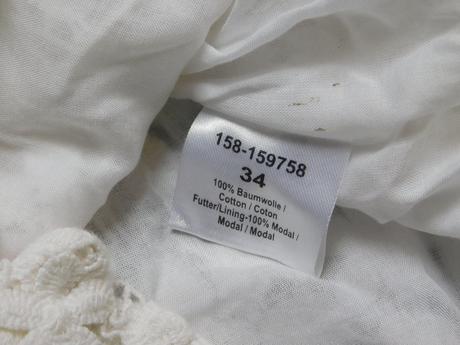 158-159758
34
100% Baumwolle /
Cotton / Coton
Futter/Lining-100% Modal /
Modal / Modal